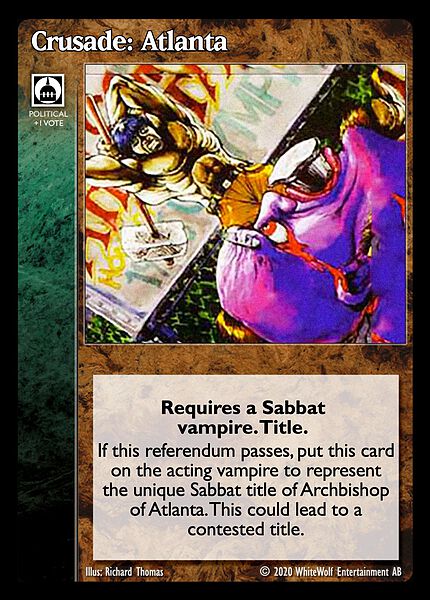 Crusade: Atlanta
POLITICAL
+1 VOTE
Requires a Sabbat
vampire. Title.
If this referendum passes, put this card
on the acting vampire to represent
the unique Sabbat title of Archbishop
of Atlanta. This could lead to a
contested title.
Illus: Richard Thomas
© 2020 WhiteWolf Entertainment AB